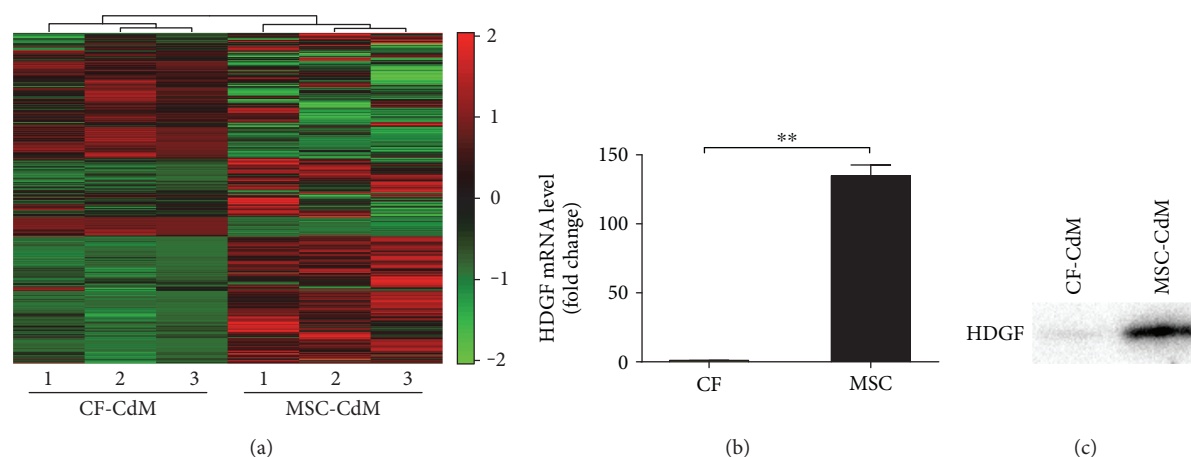 2
1
0
−1
−2
1 2 3 1 2 3
CF-CdM MSC-CdM
(a)
HDGF mRNA level
(fold change)
150
100
50
0
**
CF MSC
(b)
CF-CdM
MSC-CdM
HDGF
(c)